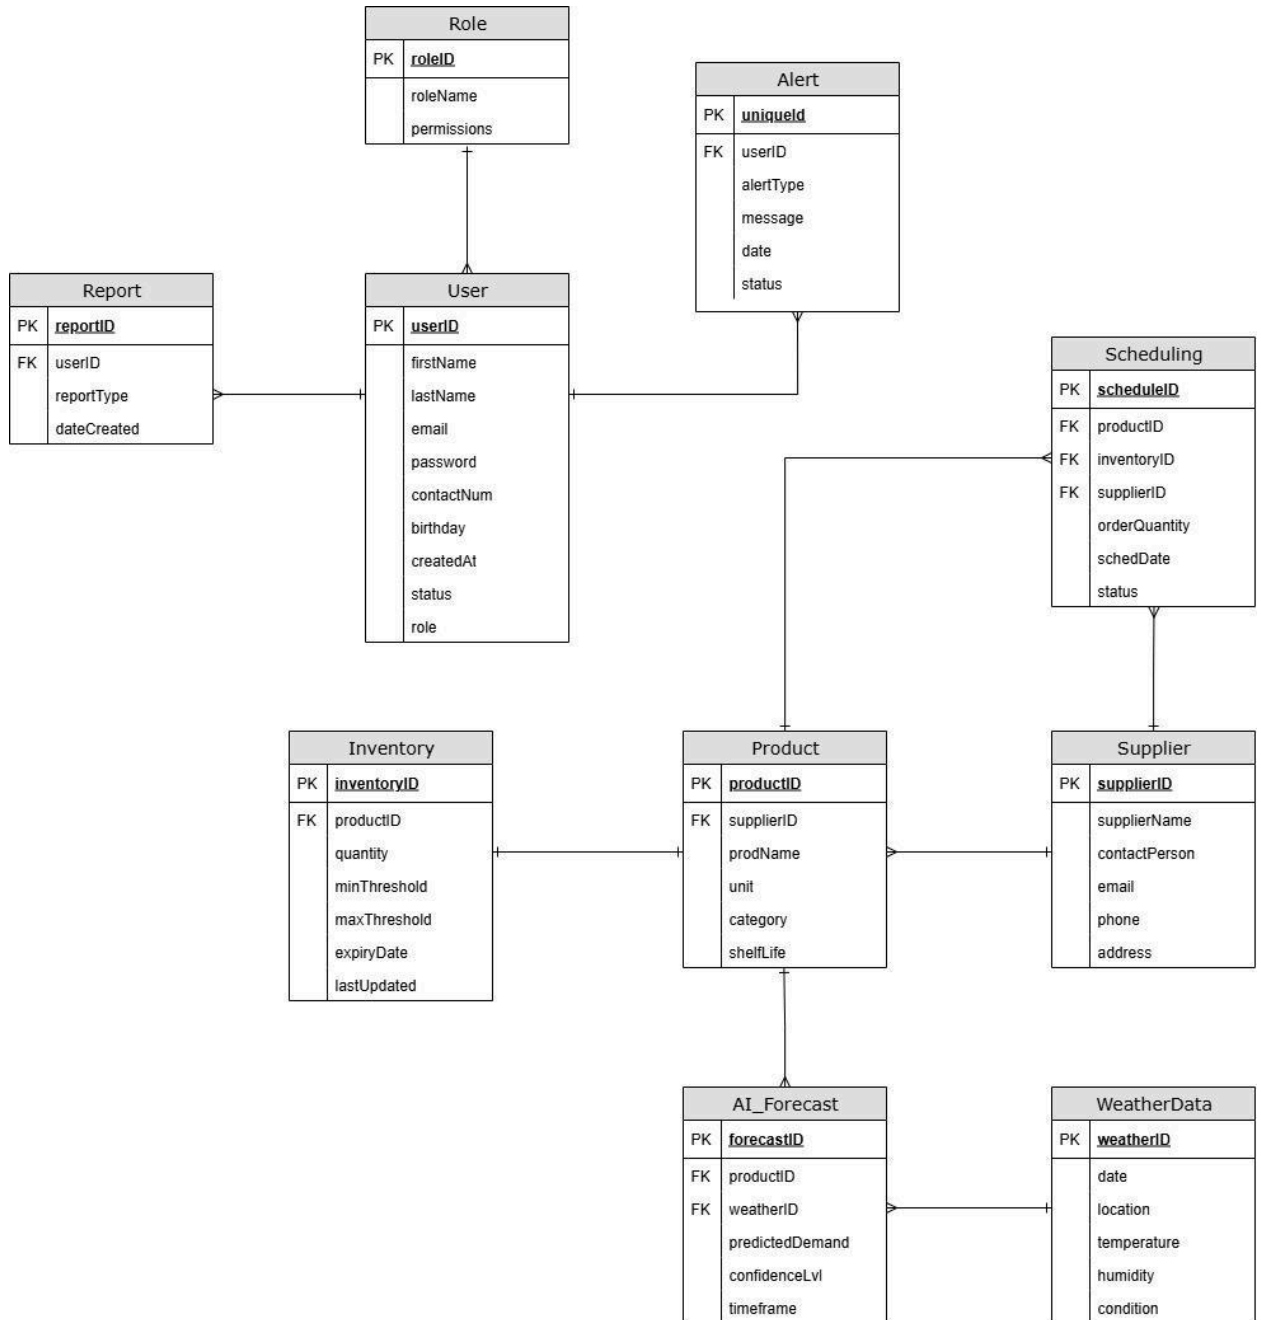 Role
PK roleID
roleName
permissions
Alert
PK uniqueId
FK userID
alertType
message
date
status
Report
PK reportID
FK userID
reportType
dateCreated
User
PK userID
firstName
lastName
email
password
contactNum
birthday
createdAt
status
role
Scheduling
PK scheduleID
FK productID
FK inventoryID
FK supplierID
orderQuantity
schedDate
status
Inventory
PK inventoryID
FK productID
quantity
minThreshold
maxThreshold
expiryDate
lastUpdated
Product
PK productID
FK supplierID
prodName
unit
category
shelfLife
Supplier
PK supplierID
supplierName
contactPerson
email
phone
address
AI_Forecast
PK forecastID
FK productID
FK weatherID
predictedDemand
confidenceLvl
timeframe
WeatherData
PK weatherID
date
location
temperature
humidity
condition